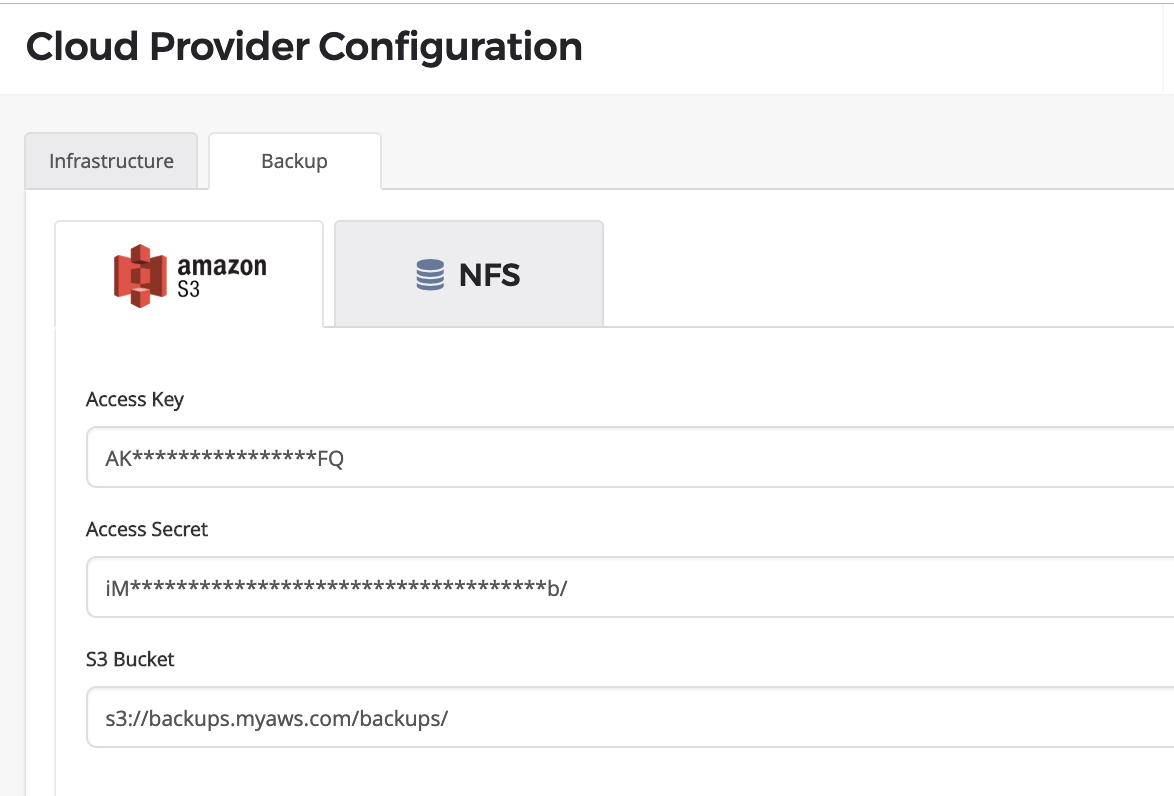 Cloud Provider Configuration
Infrastructure
Backup
amazon
S3
NFS
Access Key
AK****************FQ
Access Secret
iM************************************b/
S3 Bucket
s3://backups.myaws.com/backups/